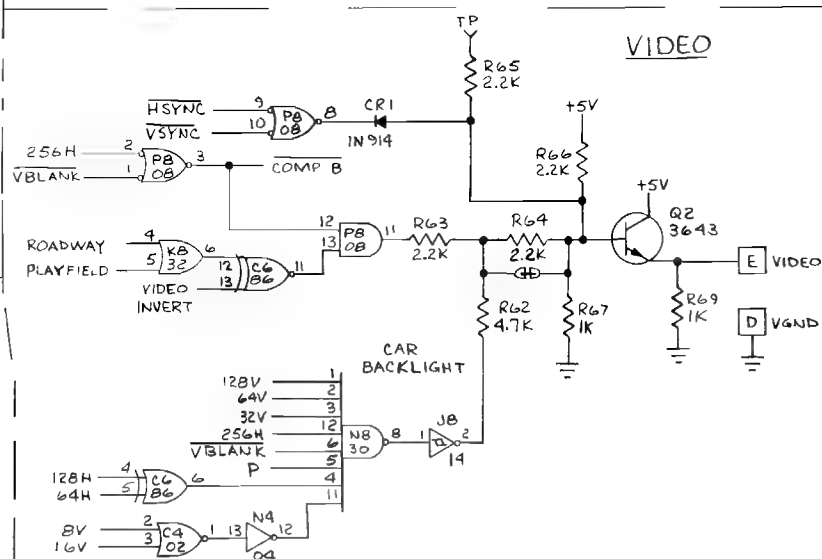 TP
VIDEO
R65
2.2K
HSYNC 9
P8
08
8
CR1
1N914
VSYNC 10
+5V
256H 2
P8
08
3
COMP B
VBLANK 1
R66
2.2K
+5V
Q2
3643
12
13
P8
08
11
R63
2.2K
R64
2.2K
ROADWAY 4
K8
32
6
PLAYFIELD 5
12
C6
86
11
VIDEO 13
INVERT
E VIDEO
R62
4.7K
R67
1K
R69
1K
D VGND
CAR
BACKLIGHT
128V 1
64V 2
32V 3
256H 12
VBLANK 6
P 5
N8
30
8
1
J8
2
14
128H 4
64H 5
C6
86
6
4
11
8V 2
16V 3
C4
02
1
13
N4
12
04